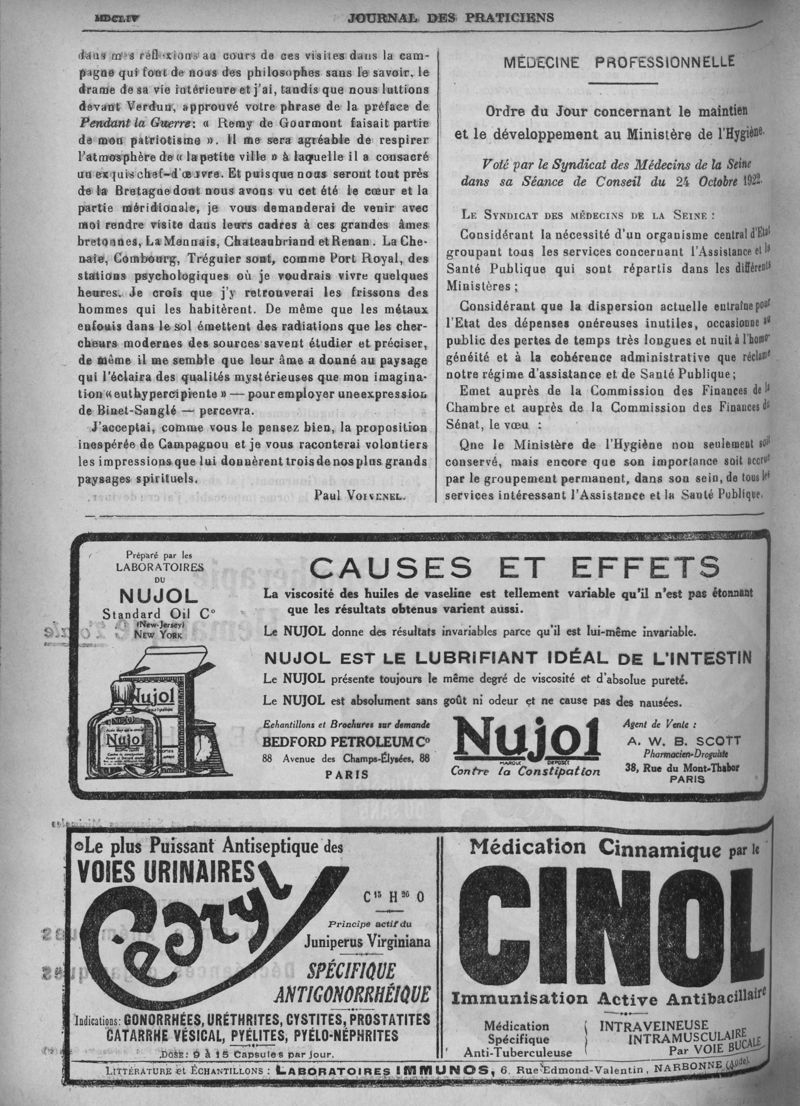 MDCLIV
JOURNAL DES PRATICIENS
dans mes réflexions au cours de ces visites dans la cam-
pagne qui font de nous des philosophes sans le savoir, le
drame de sa vie intérieure et j'ai, tandis que nous luttions
devant Verdun, approuvé votre phrase de la préface de
Pendant la Guerre : « Remy de Gourmont faisait partie
de mon patriotisme ». Il me sera agréable de respirer
l'atmosphère de « la petite ville » à laquelle il a consacré
un exquis chef-d'œuvre. Et puisque nous seront tout près
de la Bretagne dont nous avons vu cet été le cœur et la
partie méridionale, je vous demanderai de venir avec
moi rendre visite dans leurs cadres à ces grandes âmes
bretonnes, La Mennais, Chateaubriand et Renan. La Che-
naie, Combourg, Tréguier sont, comme Port Royal, des
stations psychologiques où je voudrais vivre quelques
heures. Je crois que j'y retrouverai les frissons des
hommes qui les habitèrent. De même que les métaux
enfouis dans le sol émettent des radiations que les cher-
cheurs modernes des sources savent étudier et préciser,
de même il me semble que leur âme a donné au paysage
qui l'éclaira des qualités mystérieuses que mon imagina-
tion « euthypercipiente » — pour employer une expression
de Binet-Sanglé — percevra.
J'acceptai, comme vous le pensez bien, la proposition
inespérée de Campagnou et je vous raconterai volontiers
les impressions que lui donnèrent trois de nos plus grands
paysages spirituels.
Paul VOIVENEL.
MÉDECINE PROFESSIONNELLE
Ordre du Jour concernant le maintien
et le développement au Ministère de l'Hygiène.
Voté par le Syndicat des Médecins de la Seine
dans sa Séance de Conseil du 24 Octobre 1922.
LE SYNDICAT DES MÉDECINS DE LA SEINE :
Considérant la nécessité d'un organisme central d'Etat
groupant tous les services concernant l'Assistance et la
Santé Publique qui sont répartis dans les différents
Ministères ;
Considérant que la dispersion actuelle entraîne pour
l'Etat des dépenses onéreuses inutiles, occasionne au
public des pertes de temps très longues et nuit à l'homo-
généité et à la cohérence administrative que réclame
notre régime d'assistance et de Santé Publique ;
Emet auprès de la Commission des Finances de la
Chambre et auprès de la Commission des Finances du
Sénat, le vœu :
Que le Ministère de l'Hygiène non seulement soit
conservé, mais encore que son importance soit accrue
par le groupement permanent, dans son sein, de tous les
services intéressant l'Assistance et la Santé Publique.
Préparé par les
LABORATOIRES
DU
NUJOL
Standard Oil Co
(New-Jersey)
NEW YORK
Nujol
Nujol
CAUSES ET EFFETS
La viscosité des huiles de vaseline est tellement variable qu'il n'est pas étonnant
que les résultats obtenus varient aussi.
Le NUJOL donne des résultats invariables parce qu'il est lui-même invariable.
NUJOL EST LE LUBRIFIANT IDÉAL DE L'INTESTIN
Le NUJOL présente toujours le même degré de viscosité et d'absolue pureté.
Le NUJOL est absolument sans goût ni odeur et ne cause pas des nausées.
Echantillons et Brochures sur demande
BEDFORD PETROLEUM Co
88 Avenue des Champs-Élysées, 88
PARIS
Nujol
MARQUE DÉPOSÉE
Contre la Constipation
Agent de Vente :
A. W. B. SCOTT
Pharmacien-Droguiste
38, Rue du Mont-Thabor
PARIS
Le plus Puissant Antiseptique des
VOIES URINAIRES
Cédryl
C15 H26 O
Principe actif du
Juniperus Virginiana
SPÉCIFIQUE
ANTIGONORRHÉIQUE
Indications: GONORRHÉES, URÉTHRITES, CYSTITES, PROSTATITES
CATARRHE VÉSICAL, PYÉLITES, PYÉLO-NÉPHRITES
DOSE: 9 à 15 Capsules par jour.
Médication Cinnamique par le
CINOL
Immunisation Active Antibacillaire
Médication
Spécifique
Anti-Tuberculeuse
INTRAVEINEUSE
INTRAMUSCULAIRE
Par VOIE BUCALE
LITTÉRATURE et ÉCHANTILLONS : LABORATOIRES IMMUNOS, 6, Rue Edmond-Valentin, NARBONNE (Aude).